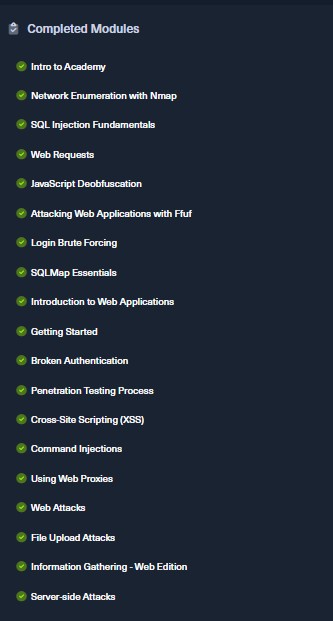 Completed Modules
Intro to Academy
Network Enumeration with Nmap
SQL Injection Fundamentals
Web Requests
JavaScript Deobfuscation
Attacking Web Applications with Ffuf
Login Brute Forcing
SQLMap Essentials
Introduction to Web Applications
Getting Started
Broken Authentication
Penetration Testing Process
Cross-Site Scripting (XSS)
Command Injections
Using Web Proxies
Web Attacks
File Upload Attacks
Information Gathering - Web Edition
Server-side Attacks